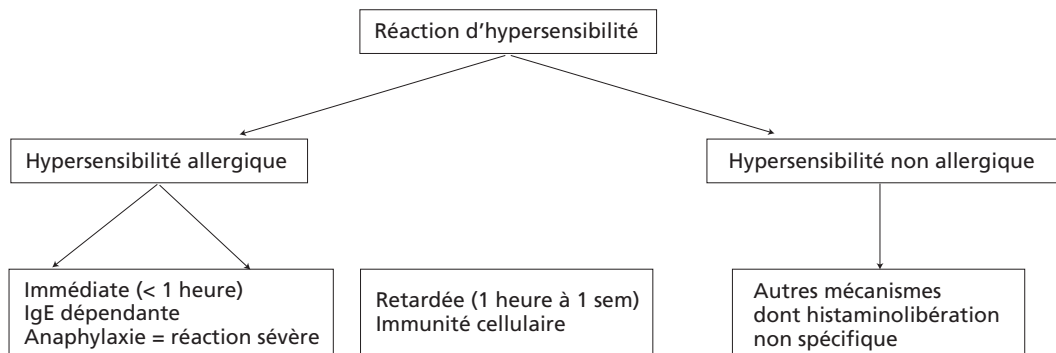 Réaction d’hypersensibilité
Hypersensibilité allergique
Hypersensibilité non allergique
Immédiate (< 1 heure)
IgE dépendante
Anaphylaxie = réaction sévère
Retardée (1 heure à 1 sem)
Immunité cellulaire
Autres mécanismes
dont histaminolibération
non spécifique